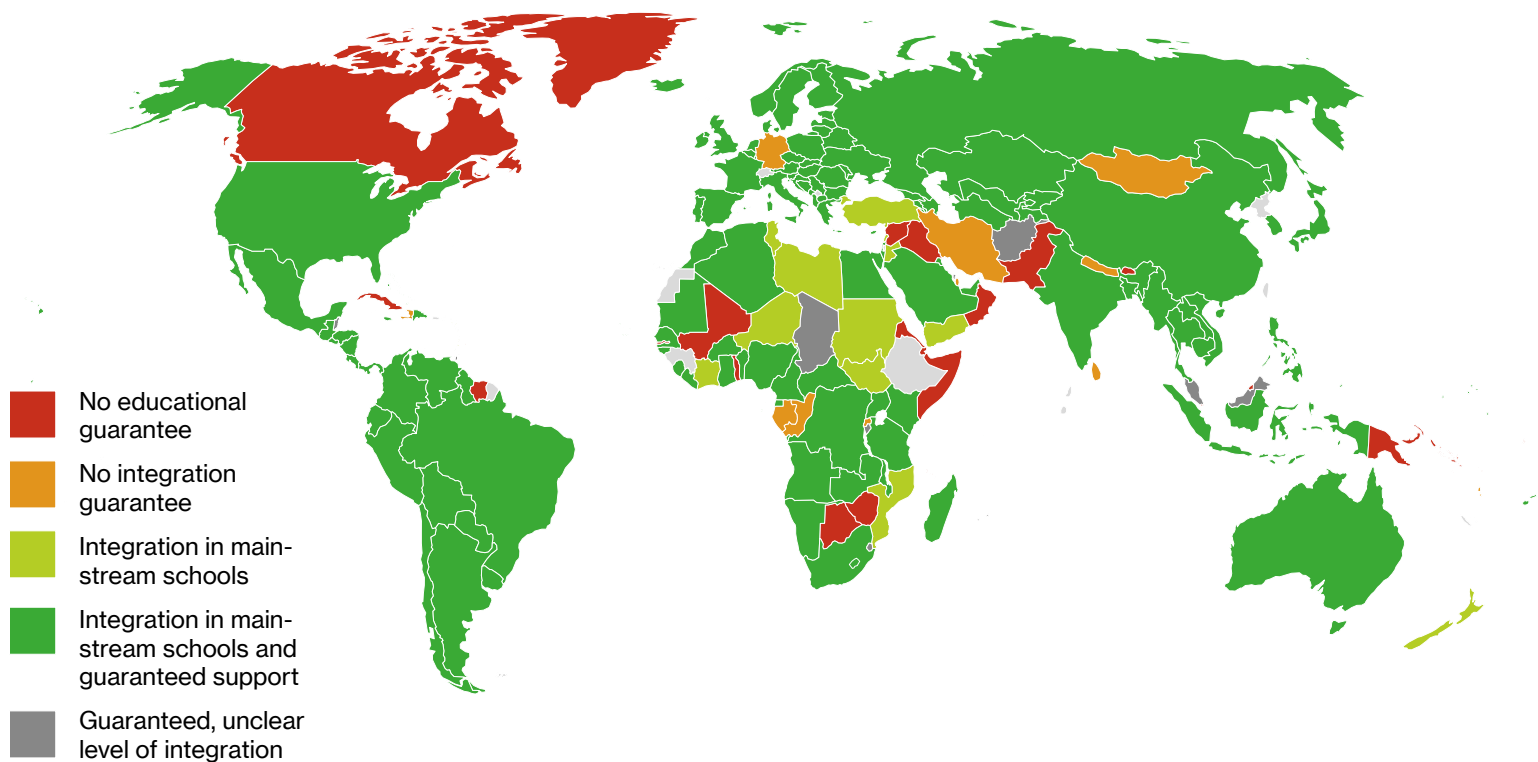 No educational
guarantee
No integration
guarantee
Integration in main-
stream schools
Integration in main-
stream schools and
guaranteed support
Guaranteed, unclear
level of integration